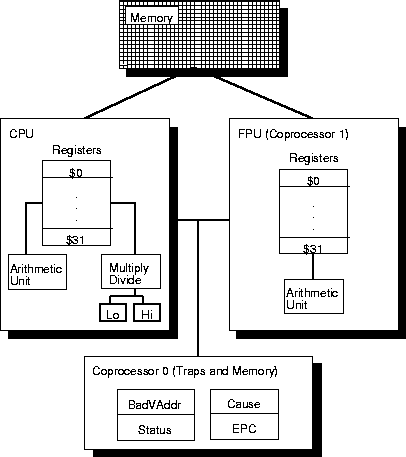 Memory
CPU
Registers
$0
.
.
.
$31
Arithmetic
Unit
Multiply
Divide
Lo
Hi
FPU (Coprocessor 1)
Registers
$0
.
.
.
$31
Arithmetic
Unit
Coprocessor 0 (Traps and Memory)
BadVAddr
Cause
Status
EPC